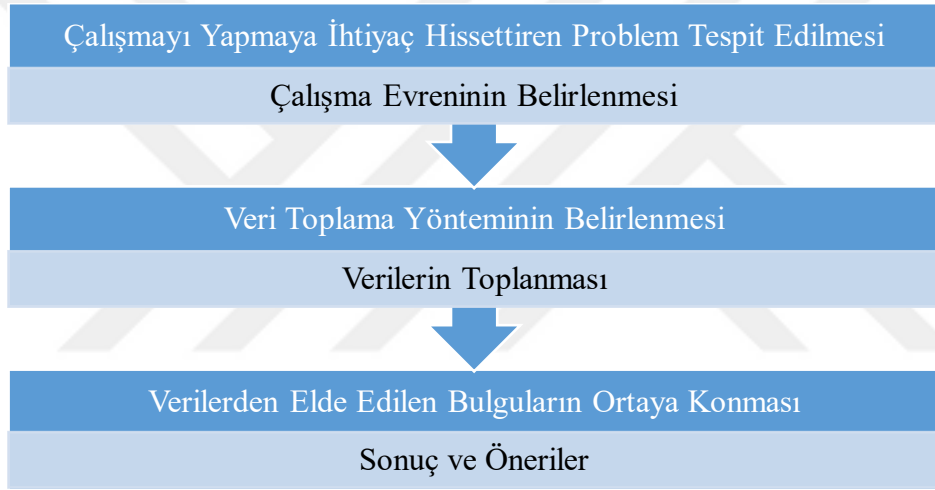 Çalışmayı Yapmaya İhtiyaç Hissettiren Problem Tespit Edilmesi
Çalışma Evreninin Belirlenmesi
Veri Toplama Yönteminin Belirlenmesi
Verilerin Toplanması
Verilerden Elde Edilen Bulguların Ortaya Konması
Sonuç ve Öneriler